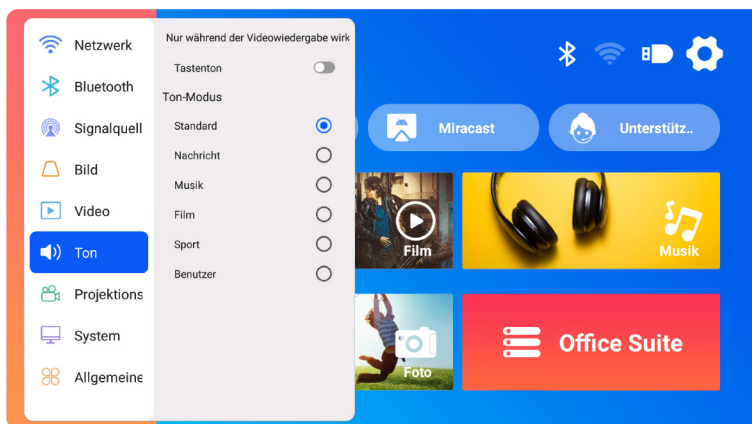 Netzwerk
Bluetooth
Signalquell
Bild
Video
Ton
Projektions
System
Allgemeine
Nur während der Videowiedergabe wirk
Tastenton
Ton-Modus
Standard
Nachricht
Musik
Film
Sport
Benutzer
Miracast
Unterstütz..
Film
Musik
Foto
Office Suite